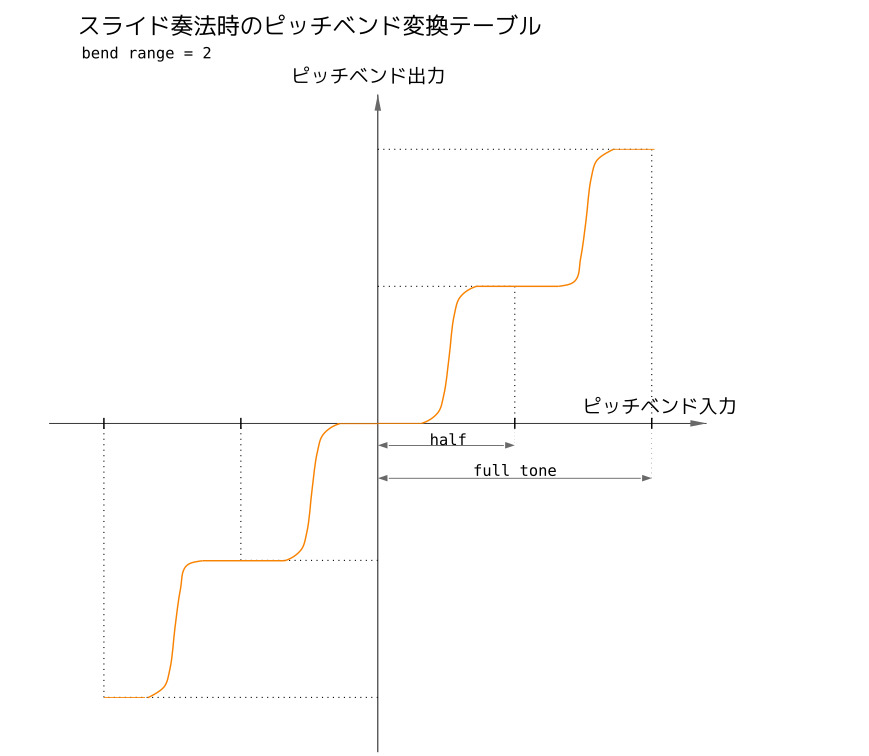 スライド奏法時のピッチベンド変換テーブル
bend range = 2
ピッチベンド出力
ピッチベンド入力
half
full tone